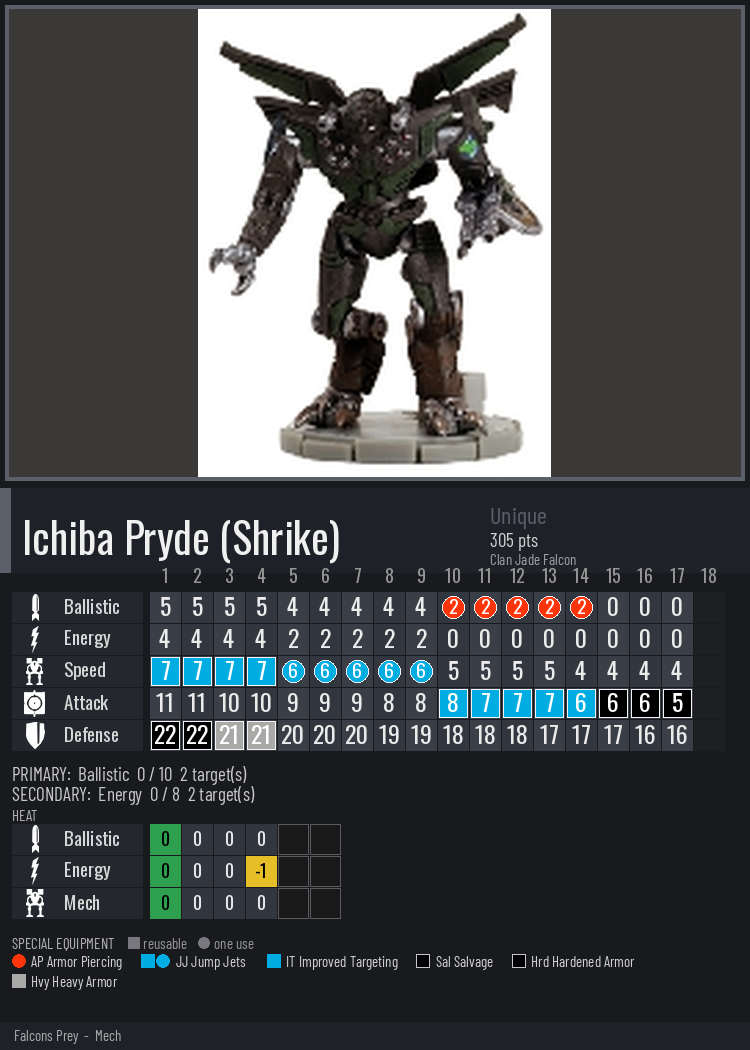 Ichiba Pryde (Shrike)
Unique
305 pts
Clan Jade Falcon
1 2 3 4 5 6 7 8 9 10 11 12 13 14 15 16 17 18
Ballistic 5 5 5 5 4 4 4 4 4 2 2 2 2 2 0 0 0
Energy 4 4 4 4 2 2 2 2 2 0 0 0 0 0 0 0 0
Speed 7 7 7 7 6 6 6 6 6 5 5 5 5 4 4 4 4
Attack 11 11 10 10 9 9 9 8 8 8 7 7 7 6 6 6 5
Defense 22 22 21 21 20 20 20 19 19 18 18 18 17 17 17 16 16
PRIMARY: Ballistic 0 / 10 2 target(s)
SECONDARY: Energy 0 / 8 2 target(s)
HEAT
Ballistic 0 0 0 0
Energy 0 0 0 -1
Mech 0 0 0 0
SPECIAL EQUIPMENT reusable one use
AP Armor Piercing JJ Jump Jets IT Improved Targeting Sal Salvage Hrd Hardened Armor
Hvy Heavy Armor
Falcons Prey - Mech